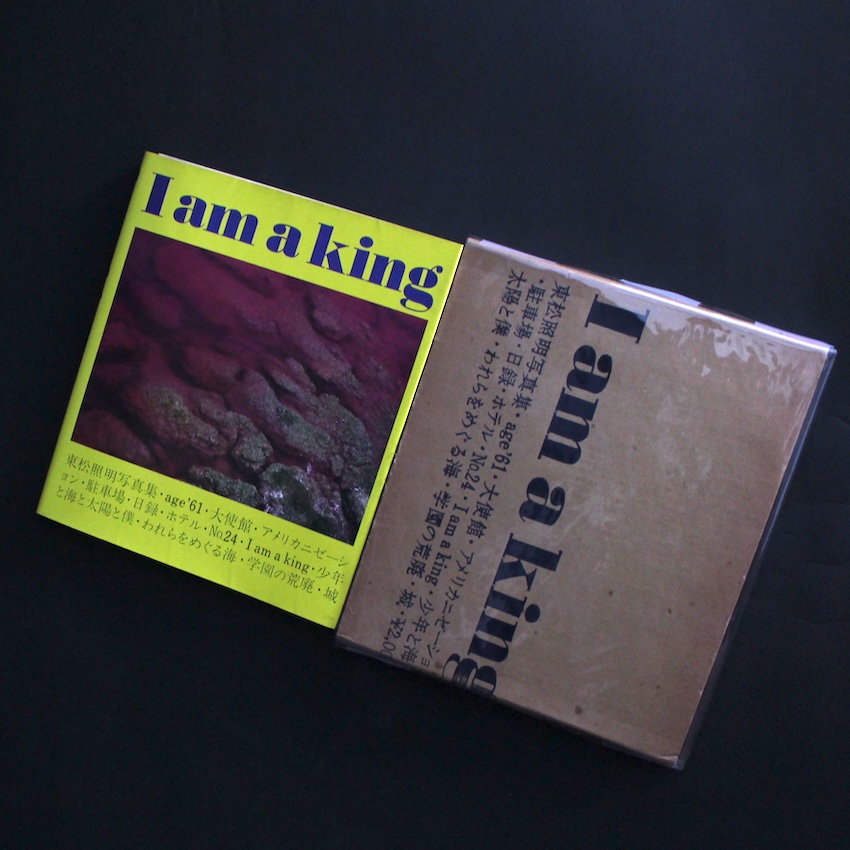 I am a king
東松照明写真集・age'61・大使館・アメリカニゼーシ
ョン・駐車場・日録・ホテル・No.24・I am a king・少年
と海と太陽と僕・われらをめぐる海・学園の荒廃・城
I am a king
東松照明写真集・age'61・大使館・アメリカニゼーショ
・駐車場・日録・ホテル・No.24・I am a king・少年と海
太陽と僕・われらをめぐる海・学園の荒廃・城・¥2,00